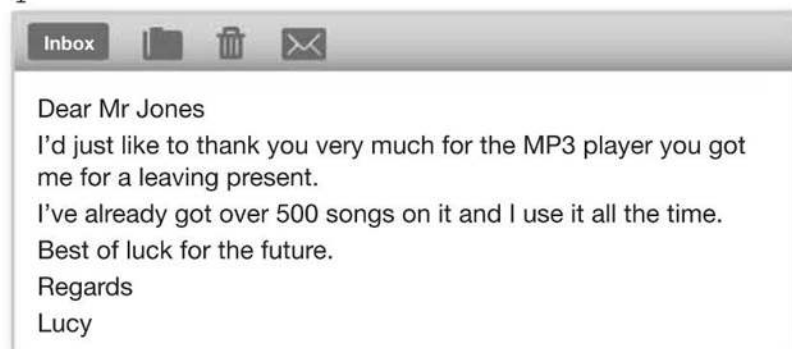 Inbox
Dear Mr Jones
I'd just like to thank you very much for the MP3 player you got
me for a leaving present.
I've already got over 500 songs on it and I use it all the time.
Best of luck for the future.
Regards
Lucy